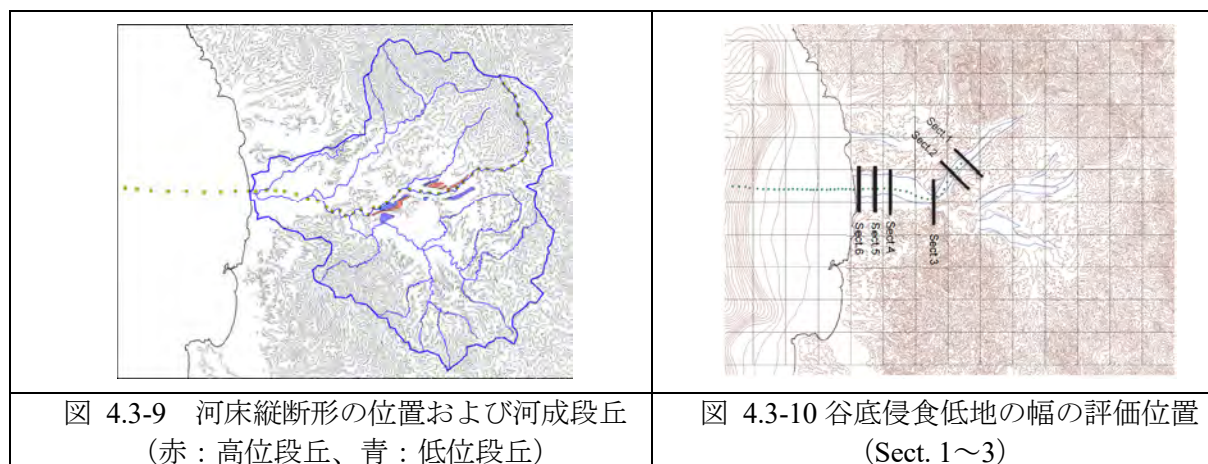 Sect.1
Sect.2
Sect.3
Sect.4
Sect.5
Sect.6
図 4.3-9 河床縦断形の位置および河成段丘
(赤:高位段丘、青:低位段丘)
図 4.3-10 谷底侵食低地の幅の評価位置
(Sect. 1～3)